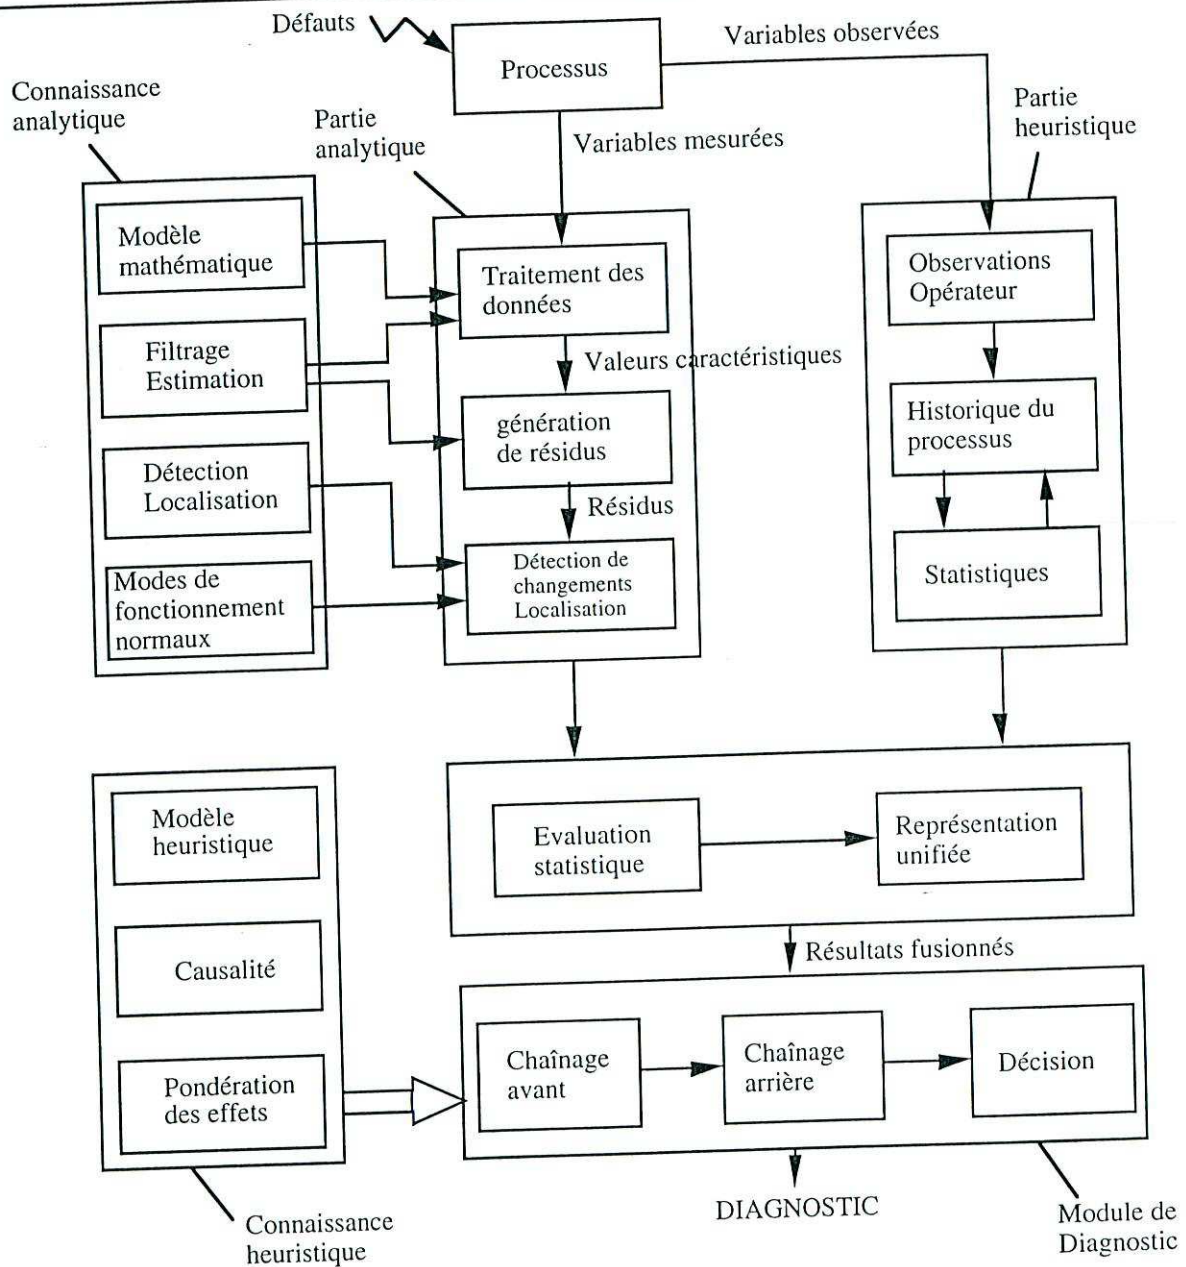 Défauts
Processus
Variables observées
Connaissance
analytique
Partie
analytique
Variables mesurées
Partie
heuristique
Modèle
mathématique
Filtrage
Estimation
Détection
Localisation
Modes de
fonctionnement
normaux
Traitement des
données
Valeurs caractéristiques
génération
de résidus
Résidus
Détection de
changements
Localisation
Observations
Opérateur
Historique du
processus
Statistiques
Evaluation
statistique
Représentation
unifiée
Résultats fusionnés
Modèle
heuristique
Causalité
Pondération
des effets
Chaînage
avant
Chaînage
arrière
Décision
DIAGNOSTIC
Connaissance
heuristique
Module de
Diagnostic